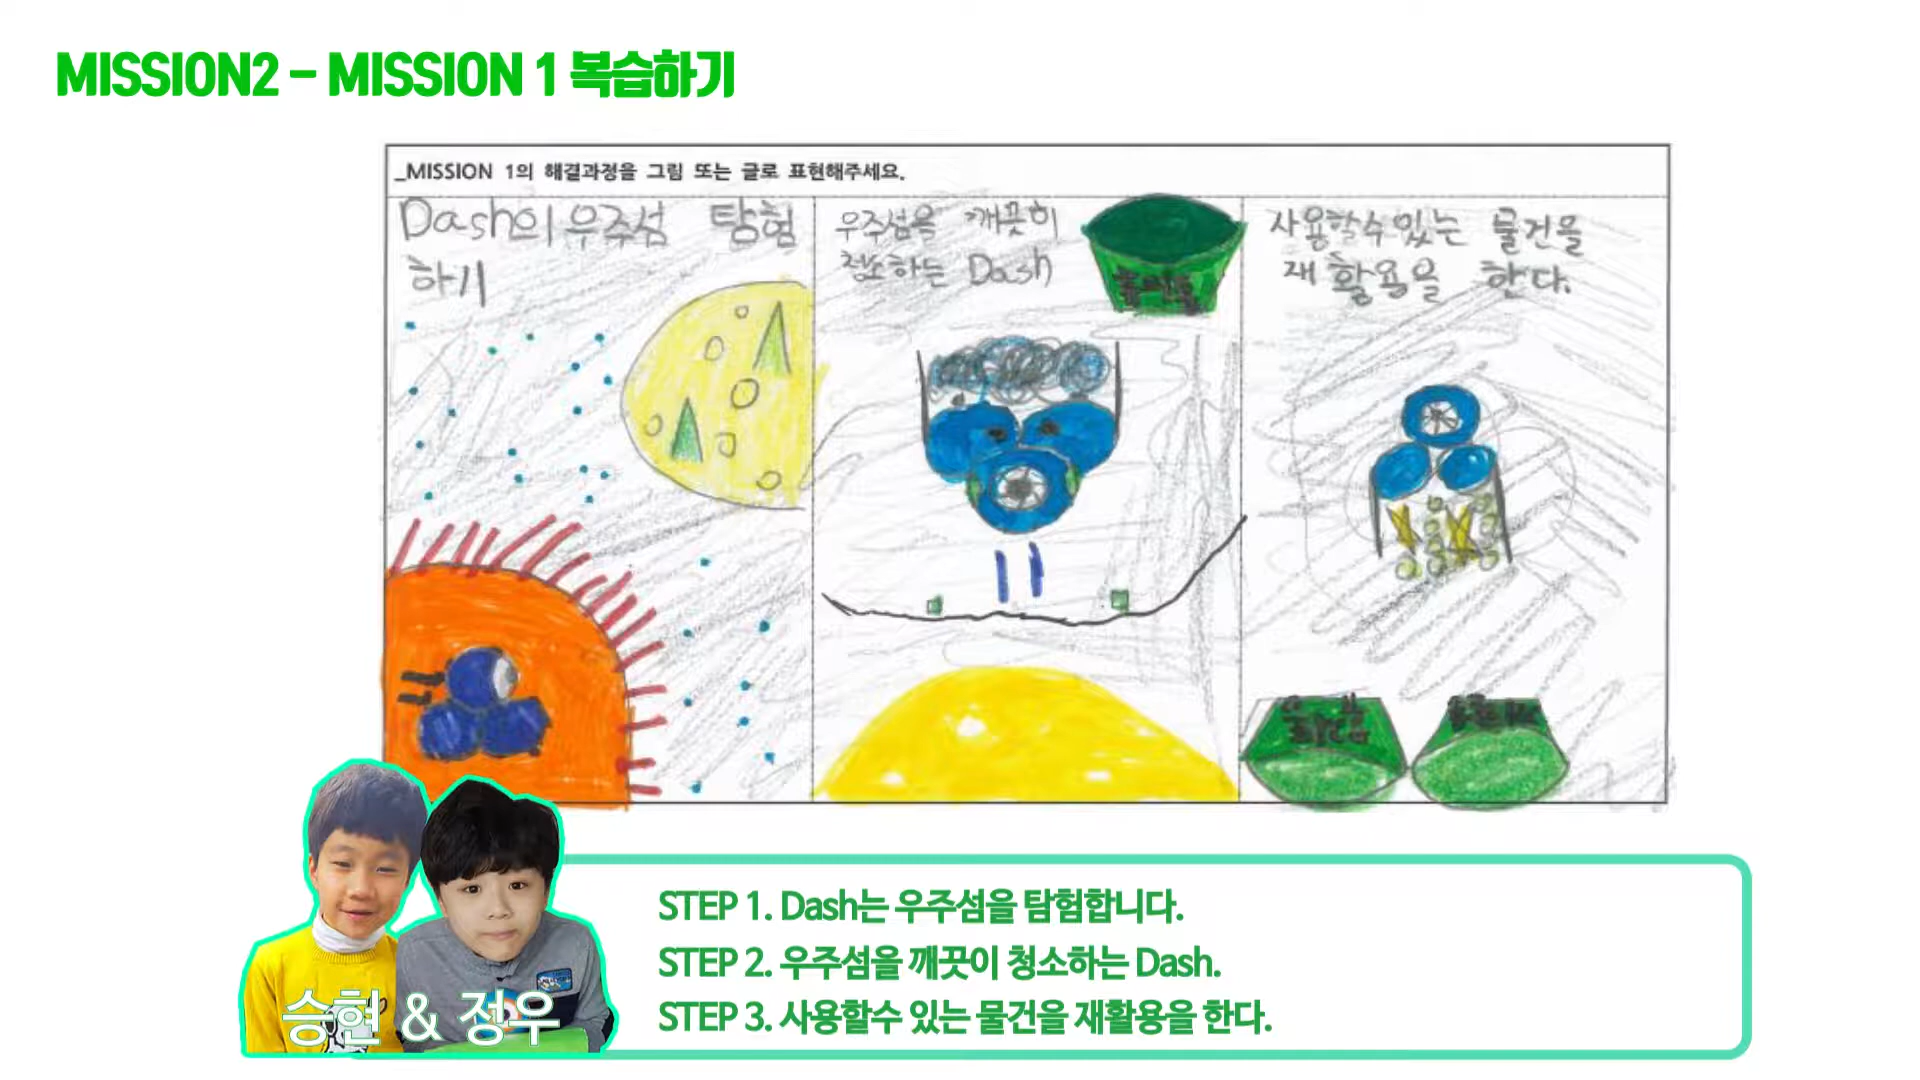 MISSION2 – MISSION 1 복습하기
_MISSION 1의 해결과정을 그림 또는 글로 표현해주세요.
Dash의 우주섬 탐험
하기
우주섬을 깨끗히
청소하는 Dash
사용할수 있는 물건을
재활용을 한다.
승현 & 정우
STEP 1. Dash는 우주섬을 탐험합니다.
STEP 2. 우주섬을 깨끗이 청소하는 Dash.
STEP 3. 사용할수 있는 물건을 재활용을 한다.